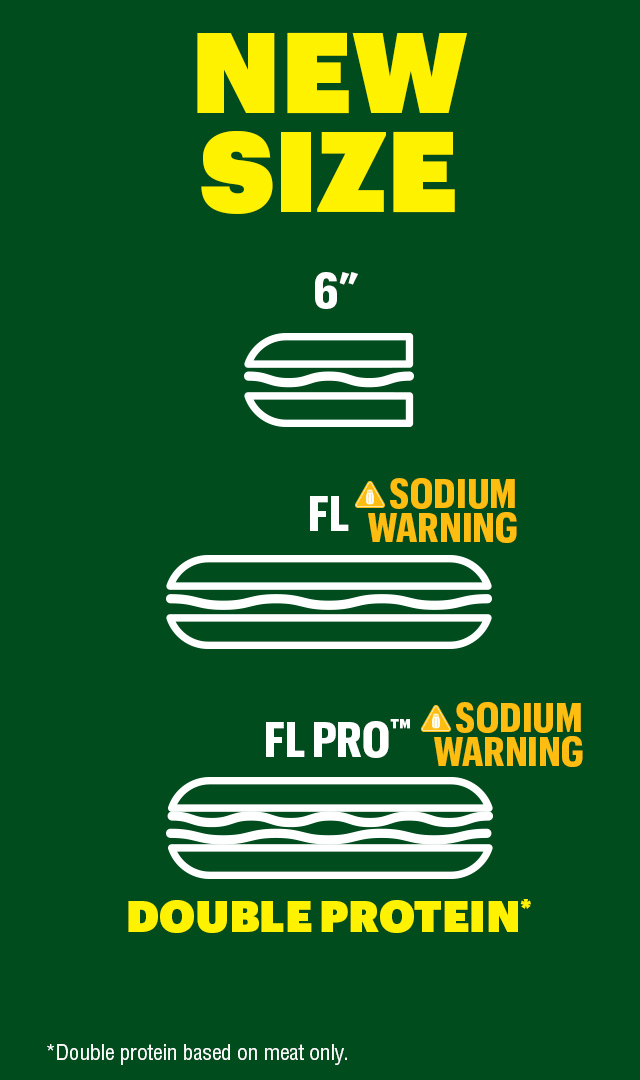 NEW
SIZE
6”
FL SODIUM
WARNING
FL PRO™ SODIUM
WARNING
DOUBLE PROTEIN*
*Double protein based on meat only.